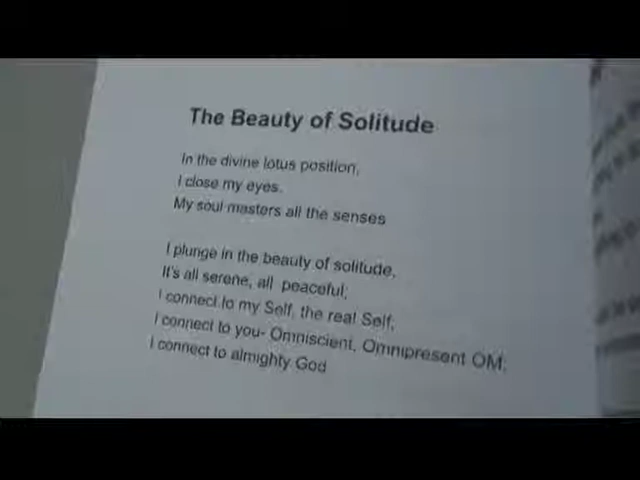 The Beauty of Solitude
In the divine lotus position,
I close my eyes.
My soul masters all the senses
I plunge in the beauty of solitude,
It's all serene, all peaceful;
I connect to my Self, the real Self;
I connect to you- Omniscient, Omnipresent OM;
I connect to almighty God